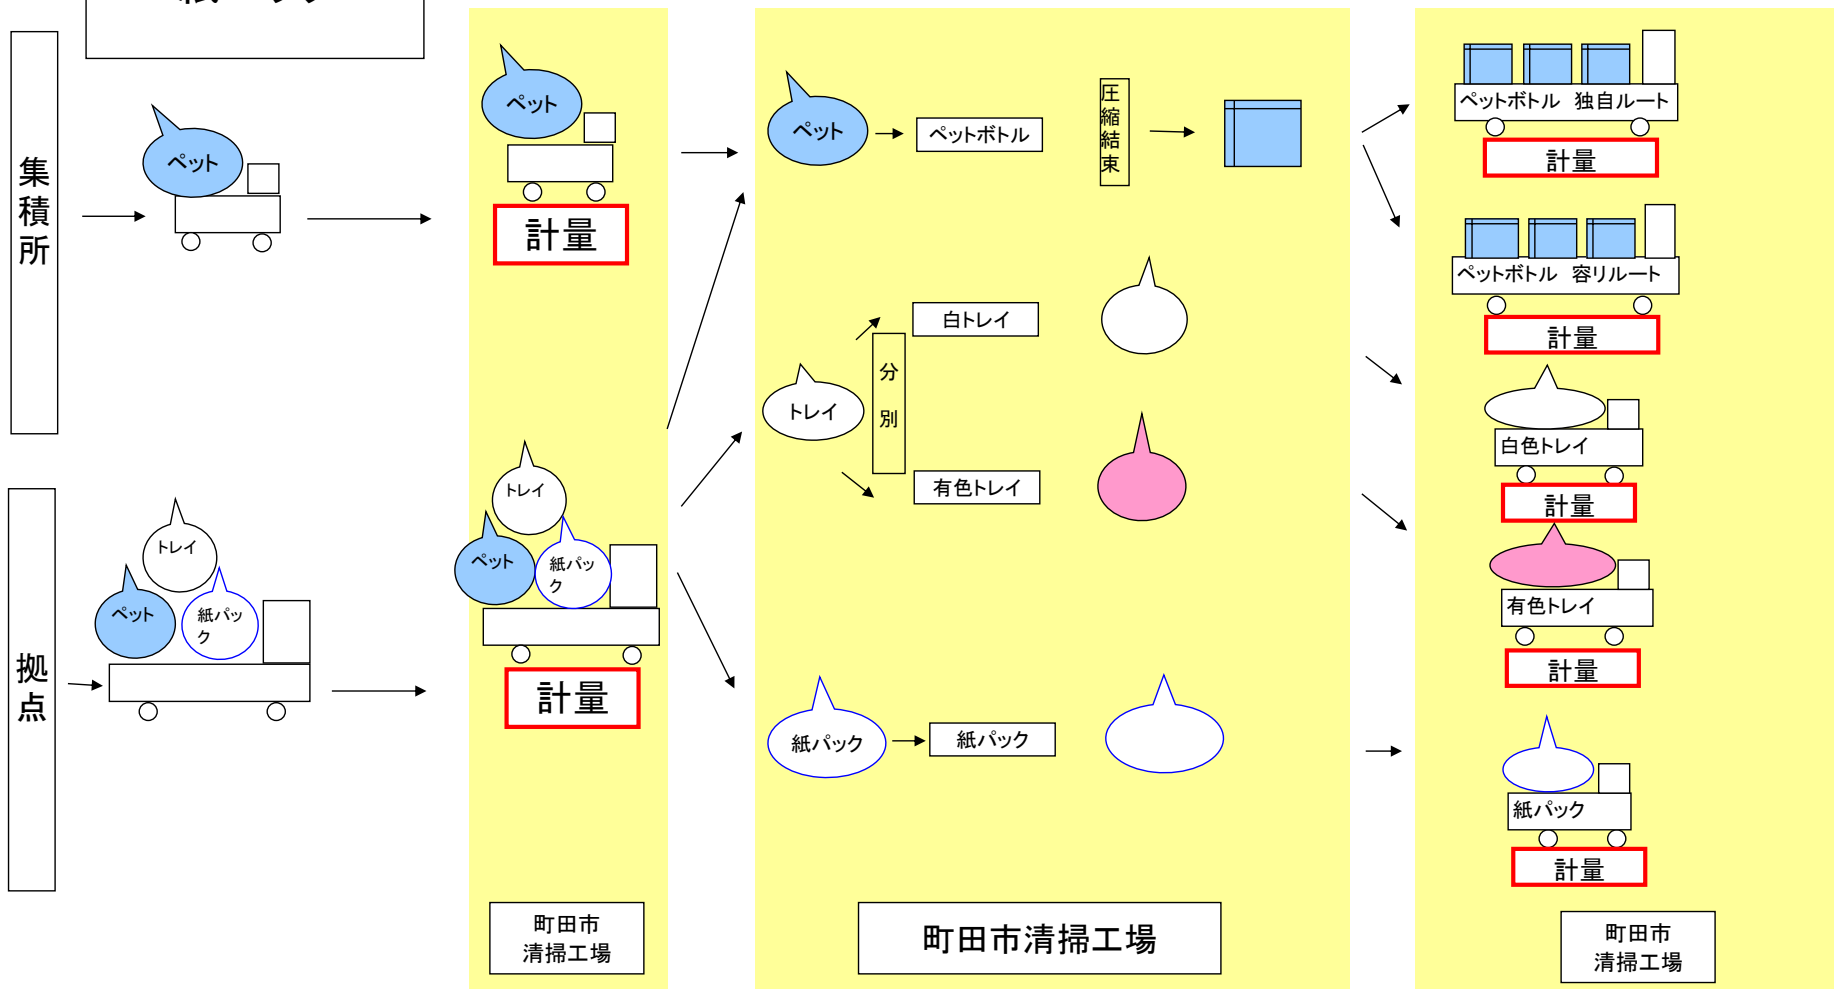 集積所
ペット
ペット
計量
ペット
ペットボトル
圧縮結束
ペットボトル 独自ルート
計量
ペットボトル 容リルート
計量
トレイ
分別
白トレイ
有色トレイ
白色トレイ
計量
有色トレイ
計量
拠点
トレイ
ペット
紙パッ
ク
トレイ
ペット
紙パッ
ク
計量
紙パック
紙パック
紙パック
計量
町田市
清掃工場
町田市清掃工場
町田市
清掃工場